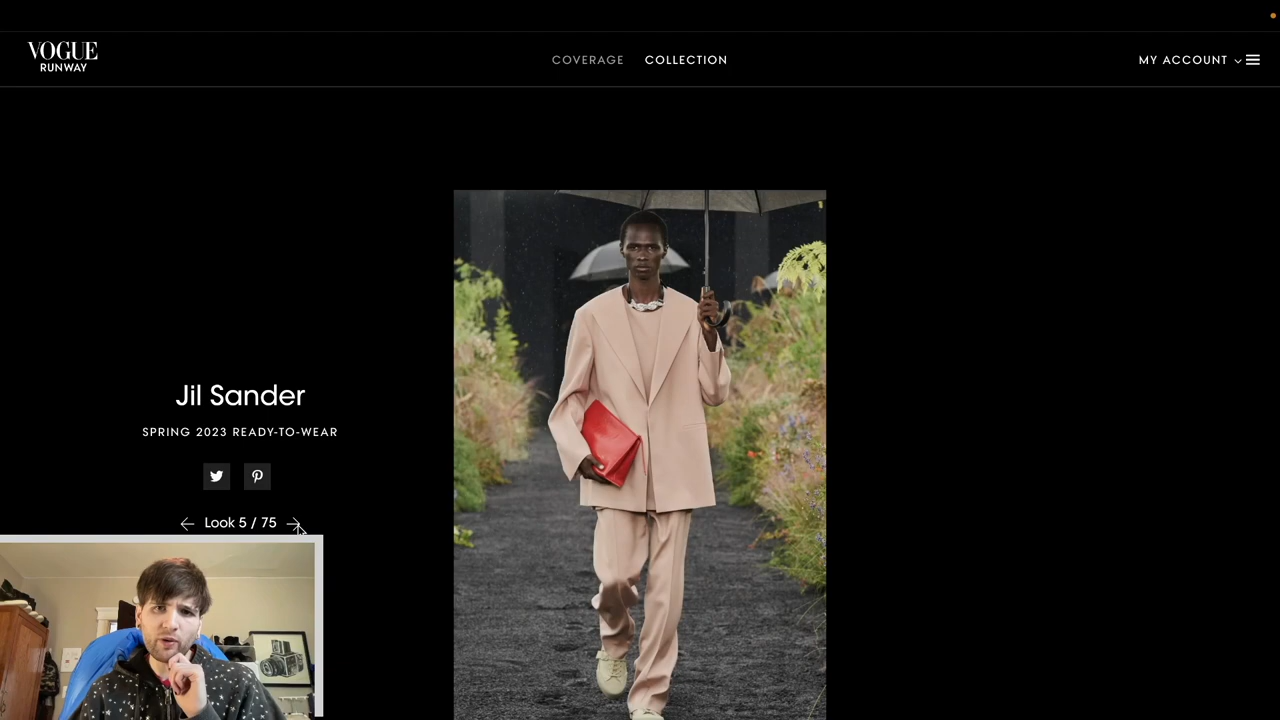 VOGUE
RUNWAY
COVERAGE COLLECTION
MY ACCOUNT
Jil Sander
SPRING 2023 READY-TO-WEAR
Look 5 / 75